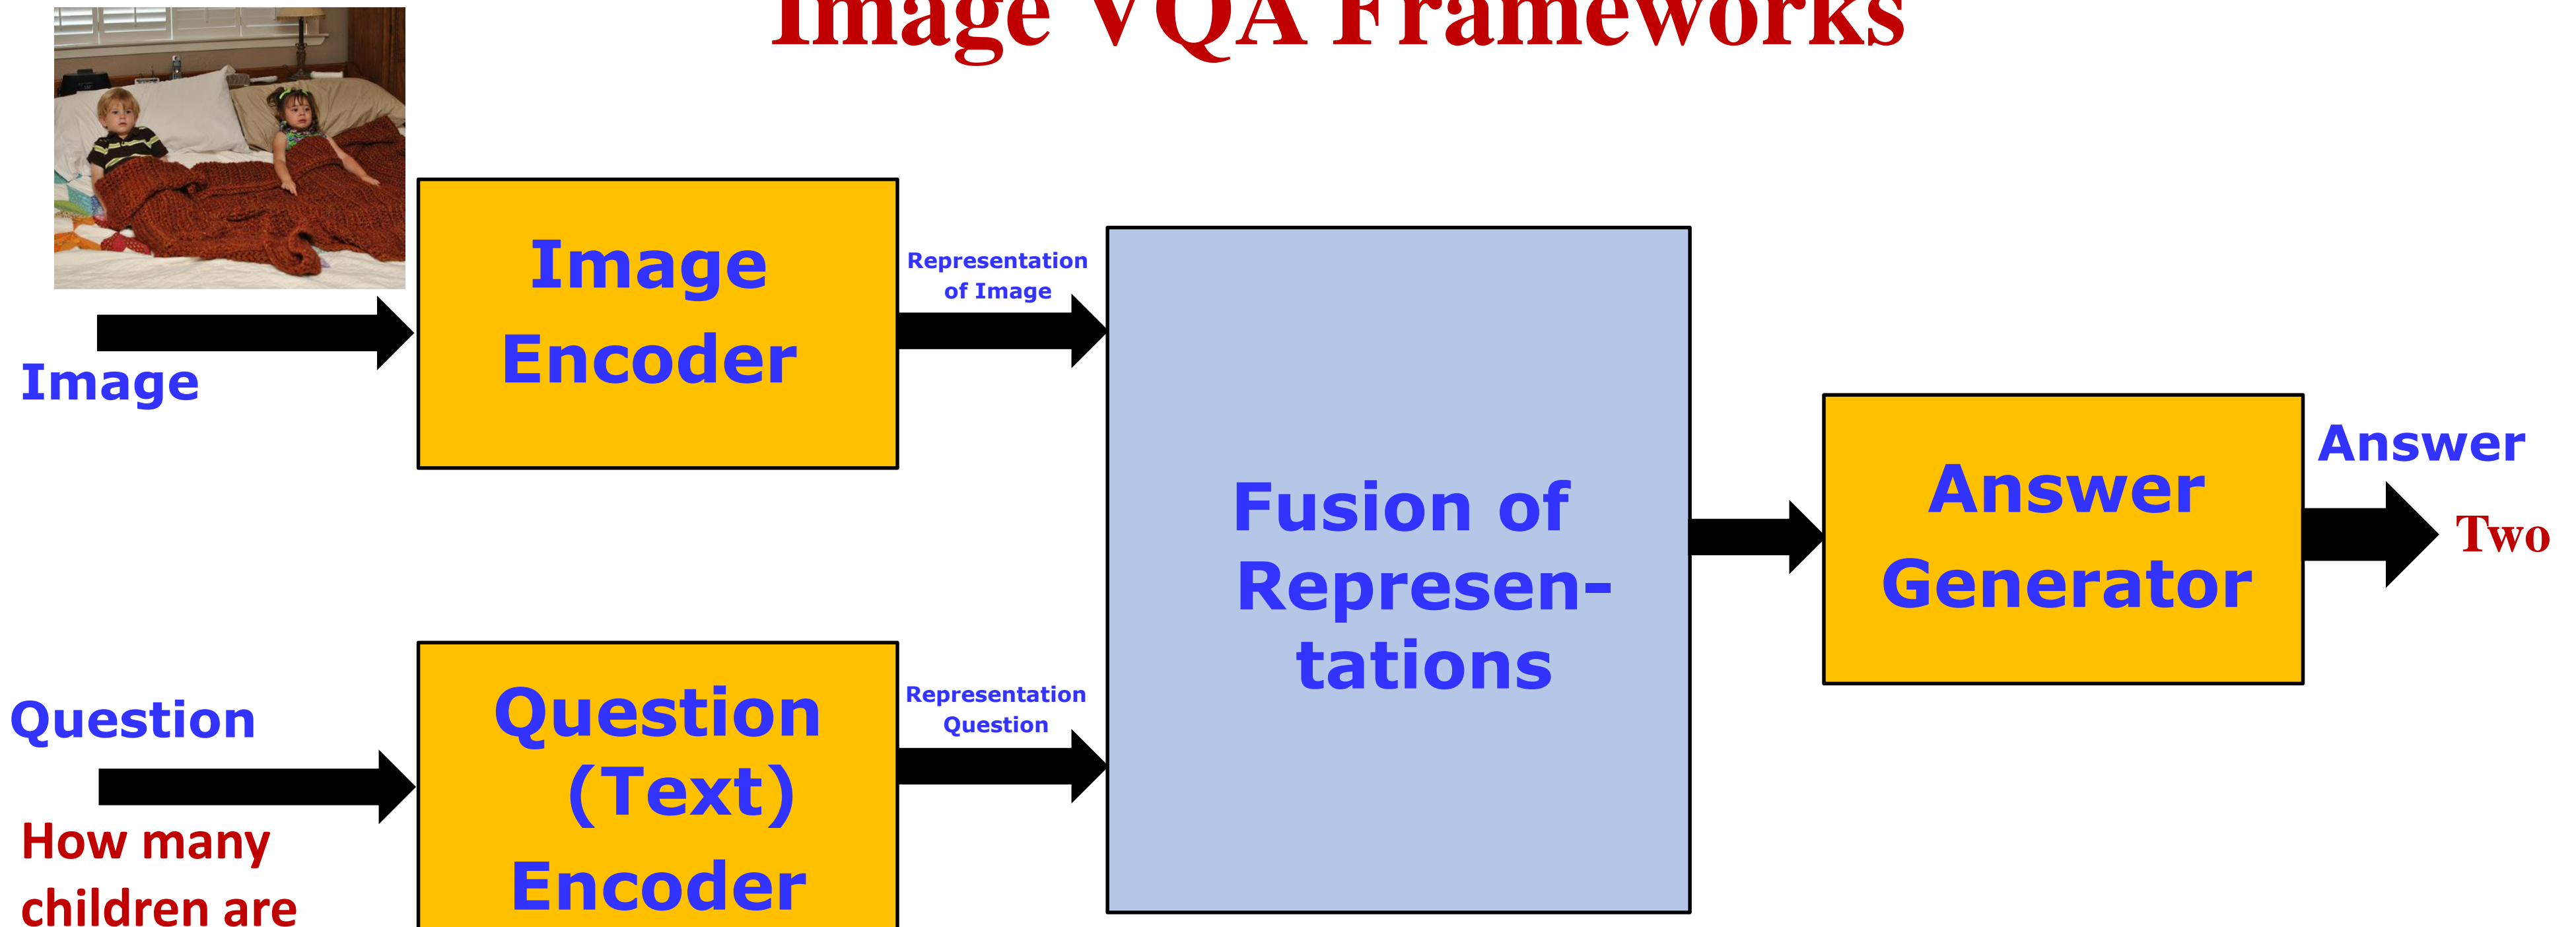 Image VQA Frameworks
Image
Encoder
Representation
of Image
Image
Fusion of
Represen-
tations
Answer
Generator
Answer
Two
Question
(Text)
Encoder
Representation
Question
Question
How many
children are